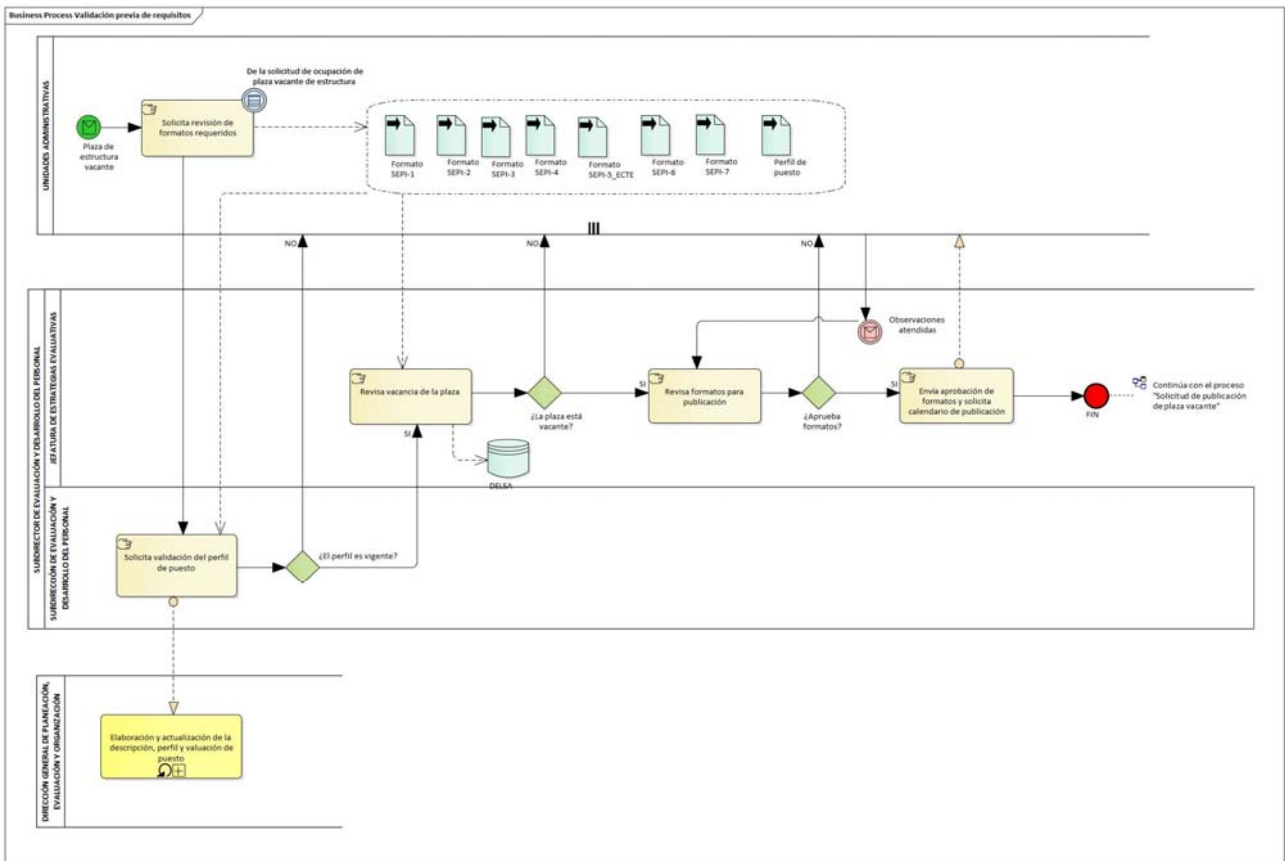 Business Process Validación previa de requisitos
UNIDADES ADMINISTRATIVAS
Plaza de
estructura
vacante
Solicita revisión de
formatos requeridos
De la solicitud de ocupación de
plaza vacante de estructura
Formato
SEPI-1
Formato
SEPI-2
Formato
SEPI-3
Formato
SEPI-4
Formato
SEPI-5_ECTE
Formato
SEPI-6
Formato
SEPI-7
Perfil de
puesto
NO
NO
NO
SUBDIRECTOR DE EVALUACIÓN Y DESARROLLO DEL PERSONAL
JEFATURA DE ESTRATEGIAS EVALUATIVAS
Observaciones
atendidas
Revisa vacancia de la plaza
¿La plaza está
vacante?
SI
Revisa formatos para
publicación
¿Aprueba
formatos?
SI
Envía aprobación de
formatos y solicita
calendario de publicación
FIN
Continúa con el proceso
"Solicitud de publicación
de plaza vacante"
SI
DELSA
SUBDIRECCIÓN DE EVALUACIÓN Y
DESARROLLO DEL PERSONAL
Solicita validación del perfil
de puesto
¿El perfil es vigente?
DIRECCIÓN GENERAL DE PLANEACIÓN,
EVALUACIÓN Y ORGANIZACIÓN
Elaboración y actualización de la
descripción, perfil y valuación de
puesto